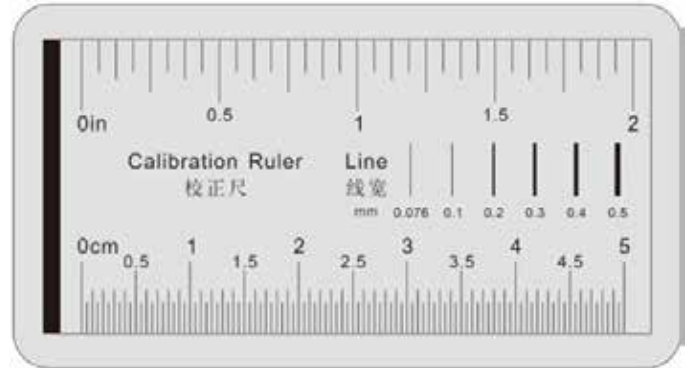 0in 0.5 1 1.5 2
Calibration Ruler
校正尺
Line
线宽
mm 0.076 0.1 0.2 0.3 0.4 0.5
0cm 0.5 1 1.5 2 2.5 3 3.5 4 4.5 5